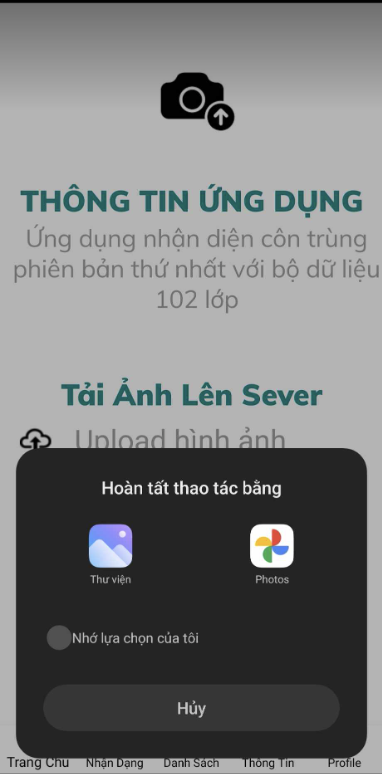 THÔNG TIN ỨNG DỤNG
Ứng dụng nhận diện côn trùng
phiên bản thứ nhất với bộ dữ liệu
102 lớp
Tải Ảnh Lên Sever
Upload hình ảnh
Hoàn tất thao tác bằng
Thư viện
Photos
Nhớ lựa chọn của tôi
Hủy
Trang Chu Nhận Dạng Danh Sách Thông Tin Profile